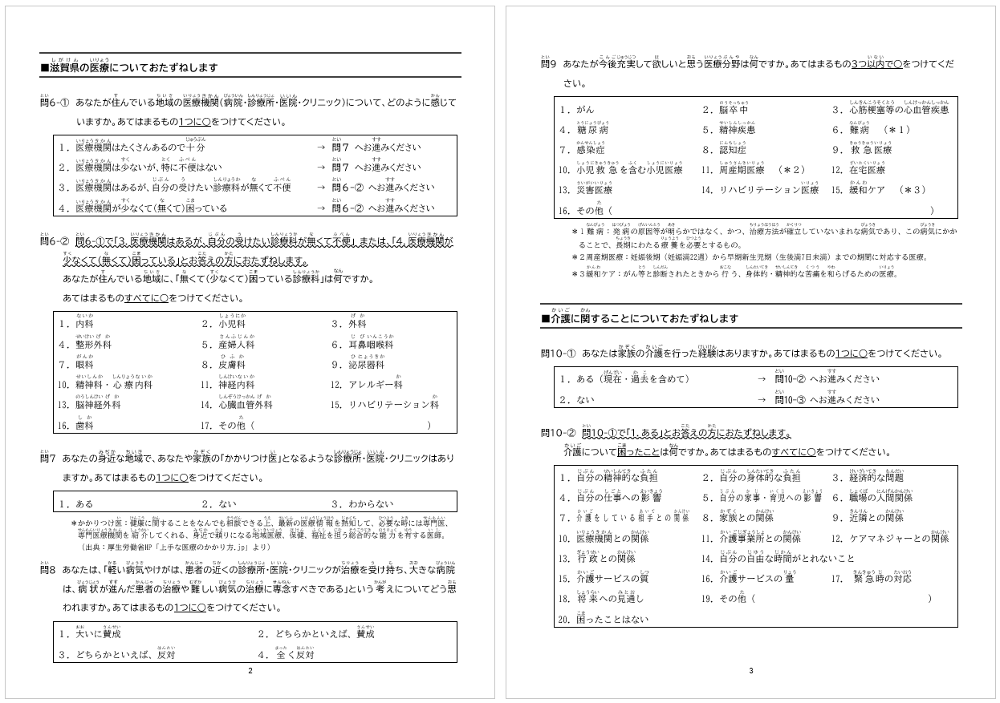 ■滋賀県の医療についておたずねします
問6-① あなたが住んでいる地域の医療機関(病院・診療所・医院・クリニック)について、どのように感じて
いますか。あてはまるもの1つに○をつけてください。
1．医療機関はたくさんあるので十分 → 問7 へお進みください
2．医療機関は少ないが、特に不便はない → 問7 へお進みください
3．医療機関はあるが、自分の受けたい診療科が無くて不便 → 問6-② へお進みください
4．医療機関が少なくて(無くて)困っている → 問6-② へお進みください
問6-② 問6-①で「3．医療機関はあるが、自分の受けたい診療科が無くて不便」 または、「4．医療機関が
少なくて(無くて)困っている」とお答えの方におたずねします。
あなたが住んでいる地域に、「無くて(少なくて)困っている診療科」は何ですか。
あてはまるものすべてに○をつけてください。
1．内科 2．小児科 3．外科
4．整形外科 5．産婦人科 6．耳鼻咽喉科
7．眼科 8．皮膚科 9．泌尿器科
10．精神科・心療内科 11．神経内科 12．アレルギー科
13．脳神経外科 14．心臓血管外科 15．リハビリテーション科
16．歯科 17．その他（ ）
問7 あなたの身近な地域で、あなたや家族の「かかりつけ医」となるような診療所・医院・クリニックはあり
ますか。あてはまるもの1つに○をつけてください。
1．ある 2．ない 3．わからない
＊かかりつけ医：健康に関することをなんでも相談できる上、最新の医療情報を熟知して、必要な時には専門医、
専門医療機関を紹介してくれる、身近で頼りになる地域医療、保健、福祉を担う総合的な能力を有する医師。
（出典：厚生労働省HP「上手な医療のかかり方.jp」より）
問8 あなたは、「軽い病気やけがは、患者の近くの診療所・医院・クリニックが治療を受け持ち、大きな病院
は、病状が進んだ患者の治療や難しい病気の治療に専念すべきである」という考えについてどう思
われますか。あてはまるもの1つに○をつけてください。
1．大いに賛成 2．どちらかといえば、賛成
3．どちらかといえば、反対 4．全く反対
2
問9 あなたが今後充実して欲しいと思う医療分野は何ですか。あてはまるもの3つ以内で○をつけてくだ
さい。
1．がん 2．脳卒中 3．心筋梗塞等の心血管疾患
4．糖尿病 5．精神疾患 6．難病 （＊1）
7．感染症 8．認知症 9．救急医療
10．小児救急を含む小児医療 11．周産期医療 （＊2） 12．在宅医療
13．災害医療 14．リハビリテーション医療 15．緩和ケア （＊3）
16．その他（ ）
＊1難病：発病の原因等が明らかではなく、かつ、治療方法が確立していないまれな病気であり、この病気にかか
ることで、長期にわたる療養を必要とするもの。
＊2周産期医療：妊娠後期（妊娠満22週）から早期新生児期（生後満7日未満）までの期間に対応する医療。
＊3緩和ケア：がん等と診断されたときから行う、身体的・精神的な苦痛を和らげるための医療。
■介護に関することについておたずねします
問10-① あなたは家族の介護を行った経験はありますか。あてはまるもの1つに○をつけてください。
1．ある（現在・過去を含めて） → 問10-② へお進みください
2．ない → 問10-③ へお進みください
問10-② 問10-①で「1．ある」とお答えの方におたずねします。
介護について困ったことは何ですか。あてはまるものすべてに○をつけてください。
1．自分の精神的な負担 2．自分の身体的な負担 3．経済的な問題
4．自分の仕事への影響 5．自分の家事・育児への影響 6．職場の人間関係
7．介護をしている相手との関係 8．家族との関係 9．近隣との関係
10．医療機関との関係 11．介護事業所との関係 12．ケアマネジャーとの関係
13．行政との関係 14．自分の自由な時間がとれないこと
15．介護サービスの質 16．介護サービスの量 17．緊急時の対応
18．将来への見通し 19．その他（ ）
20．困ったことはない
3